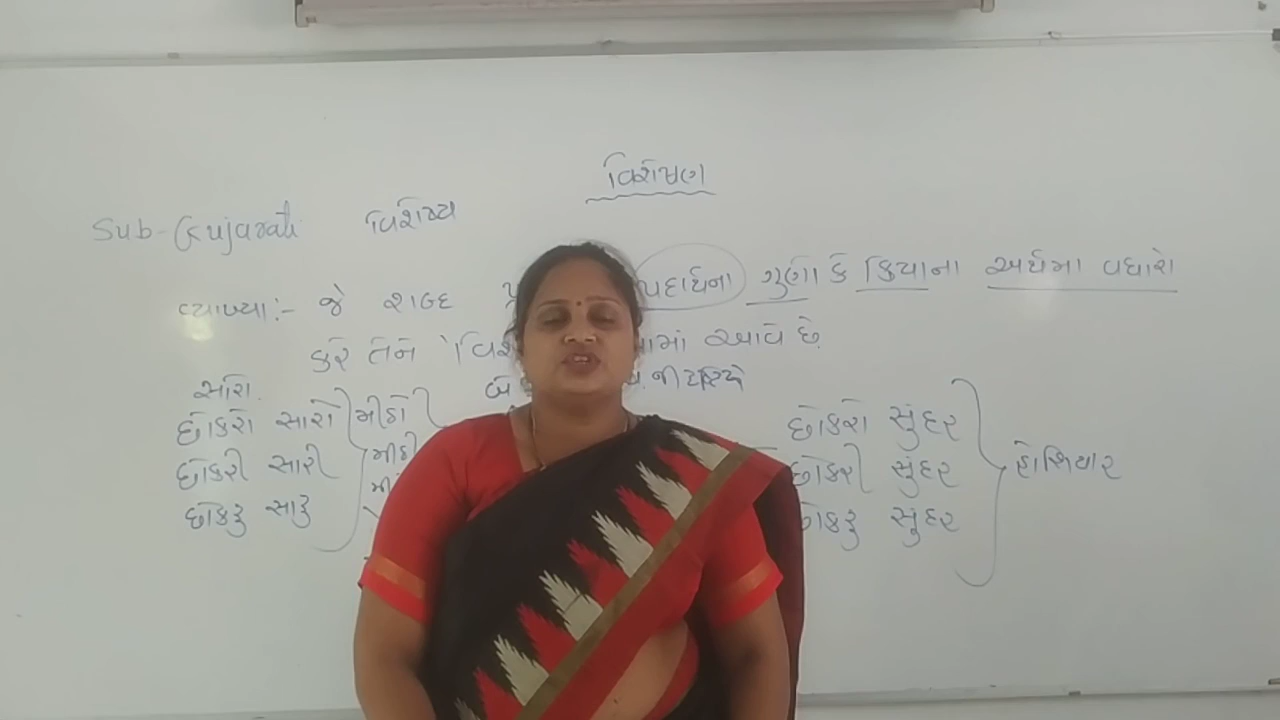 વિશેષણ
Sub-Gujarati વિશેષ્ય
વ્યાખ્યા:- જે શબ્દ પદાર્થના ગુણ કે ક્રિયાના અર્થમાં વધારો
કરે તેને આવે છે.
સારો.
છોકરો સારો મીઠો
છોકરી સારી મીઠી
છોકરુ સારુ
છોકરો સુંદર
છોકરી સુંદર
છોકરુ સુંદર
હોશિયાર